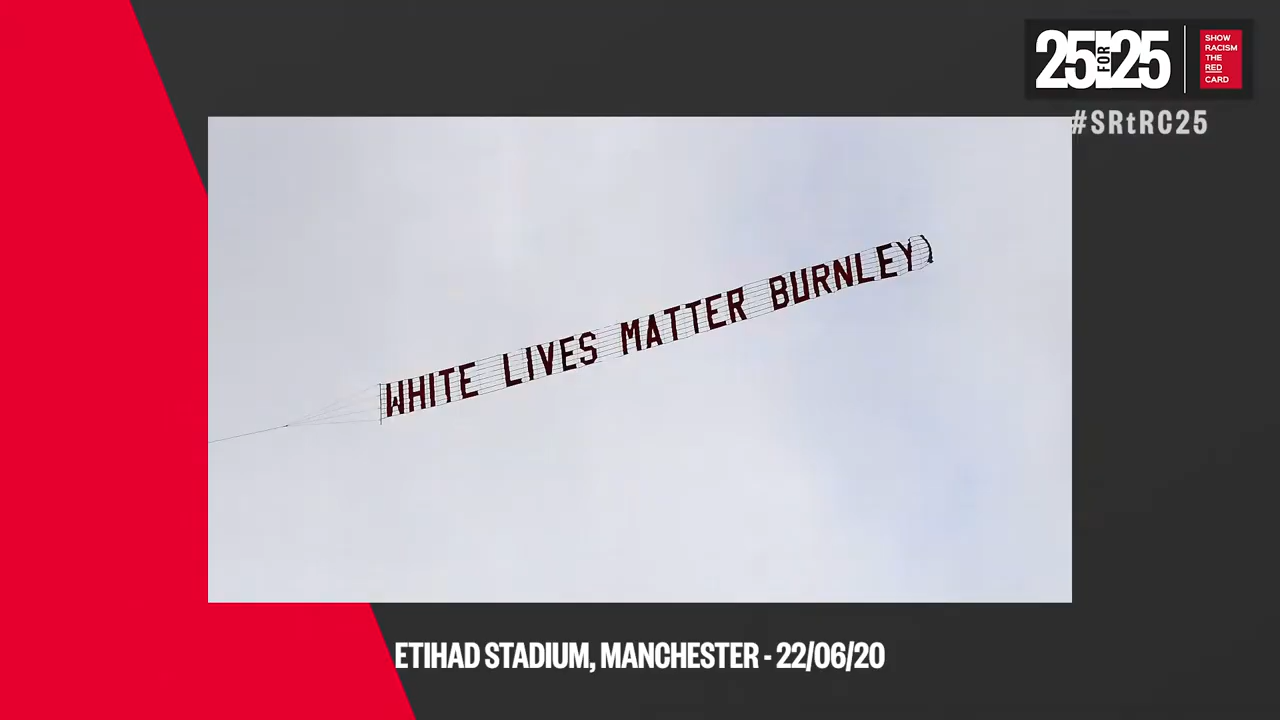 25 FOR 25
SHOW
RACISM
THE
RED
CARD
#SRtRC25
WHITE LIVES MATTER BURNLEY
ETIHAD STADIUM, MANCHESTER - 22/06/20